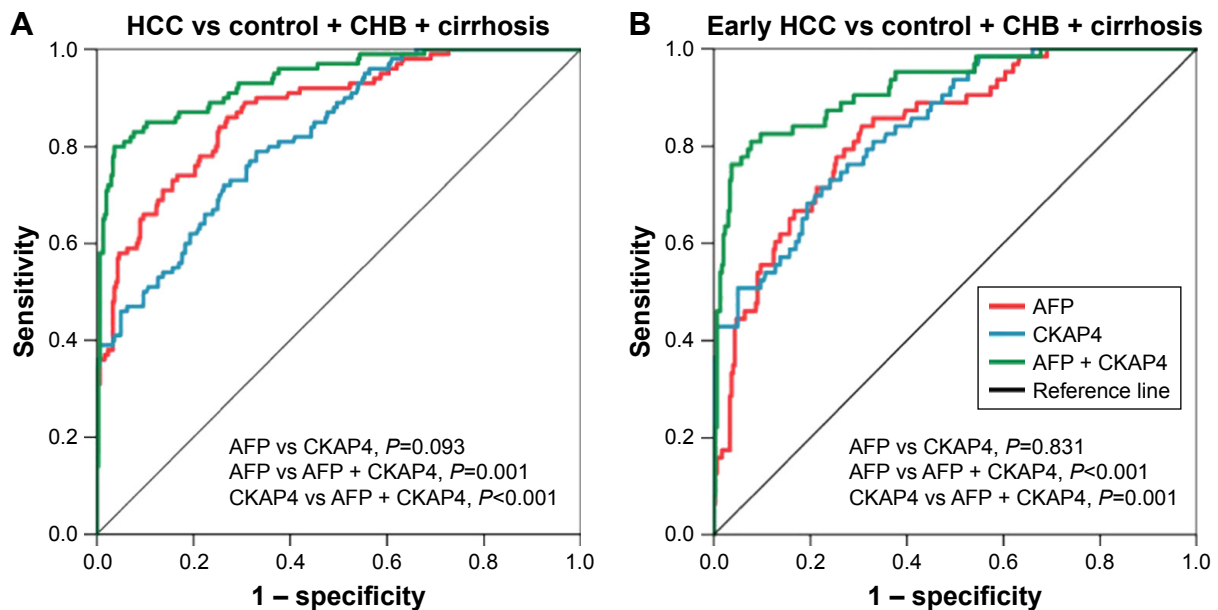 A HCC vs control + CHB + cirrhosis
1.0
0.8
0.6
0.4
0.2
0.0
Sensitivity
AFP vs CKAP4, P=0.093
AFP vs AFP + CKAP4, P=0.001
CKAP4 vs AFP + CKAP4, P<0.001
0.0 0.2 0.4 0.6 0.8 1.0
1 – specificity
B Early HCC vs control + CHB + cirrhosis
1.0
0.8
0.6
0.4
0.2
0.0
Sensitivity
AFP
CKAP4
AFP + CKAP4
Reference line
AFP vs CKAP4, P=0.831
AFP vs AFP + CKAP4, P<0.001
CKAP4 vs AFP + CKAP4, P=0.001
0.0 0.2 0.4 0.6 0.8 1.0
1 – specificity